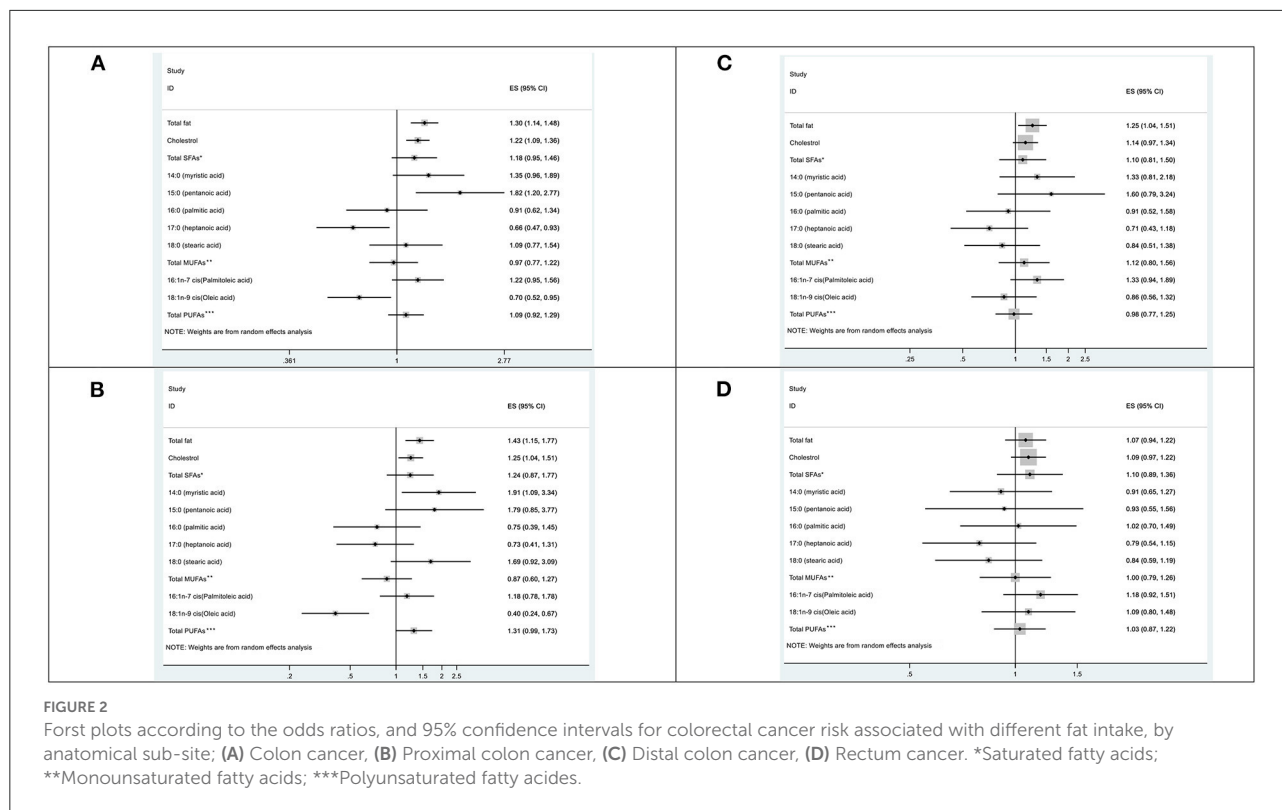 A
Study
ID ES (95% CI)
Total fat 1.30 (1.14, 1.48)
Cholestrol 1.22 (1.09, 1.36)
Total SFAs* 1.18 (0.95, 1.46)
14:0 (myristic acid) 1.35 (0.96, 1.89)
15:0 (pentanoic acid) 1.82 (1.20, 2.77)
16:0 (palmitic acid) 0.91 (0.62, 1.34)
17:0 (heptanoic acid) 0.66 (0.47, 0.93)
18:0 (stearic acid) 1.09 (0.77, 1.54)
Total MUFAs** 0.97 (0.77, 1.22)
16:1n-7 cis(Palmitoleic acid) 1.22 (0.95, 1.56)
18:1n-9 cis(Oleic acid) 0.70 (0.52, 0.95)
Total PUFAs*** 1.09 (0.92, 1.29)
NOTE: Weights are from random effects analysis
.361 1 2.77
B
Study
ID ES (95% CI)
Total fat 1.43 (1.15, 1.77)
Cholestrol 1.25 (1.04, 1.51)
Total SFAs* 1.24 (0.87, 1.77)
14:0 (myristic acid) 1.91 (1.09, 3.34)
15:0 (pentanoic acid) 1.79 (0.85, 3.77)
16:0 (palmitic acid) 0.75 (0.39, 1.45)
17:0 (heptanoic acid) 0.73 (0.41, 1.31)
18:0 (stearic acid) 1.69 (0.92, 3.09)
Total MUFAs** 0.87 (0.60, 1.27)
16:1n-7 cis(Palmitoleic acid) 1.18 (0.78, 1.78)
18:1n-9 cis(Oleic acid) 0.40 (0.24, 0.67)
Total PUFAs*** 1.31 (0.99, 1.73)
NOTE: Weights are from random effects analysis
.2 .5 1 1.5 2 2.5
C
Study
ID ES (95% CI)
Total fat 1.25 (1.04, 1.51)
Cholestrol 1.14 (0.97, 1.34)
Total SFAs* 1.10 (0.81, 1.50)
14:0 (myristic acid) 1.33 (0.81, 2.18)
15:0 (pentanoic acid) 1.60 (0.79, 3.24)
16:0 (palmitic acid) 0.91 (0.52, 1.58)
17:0 (heptanoic acid) 0.71 (0.43, 1.18)
18:0 (stearic acid) 0.84 (0.51, 1.38)
Total MUFAs** 1.12 (0.80, 1.56)
16:1n-7 cis(Palmitoleic acid) 1.33 (0.94, 1.89)
18:1n-9 cis(Oleic acid) 0.86 (0.56, 1.32)
Total PUFAs*** 0.98 (0.77, 1.25)
NOTE: Weights are from random effects analysis
.25 .5 1 1.5 2 2.5
D
Study
ID ES (95% CI)
Total fat 1.07 (0.94, 1.22)
Cholestrol 1.09 (0.97, 1.22)
Total SFAs* 1.10 (0.89, 1.36)
14:0 (myristic acid) 0.91 (0.65, 1.27)
15:0 (pentanoic acid) 0.93 (0.55, 1.56)
16:0 (palmitic acid) 1.02 (0.70, 1.49)
17:0 (heptanoic acid) 0.79 (0.54, 1.15)
18:0 (stearic acid) 0.84 (0.59, 1.19)
Total MUFAs** 1.00 (0.79, 1.26)
16:1n-7 cis(Palmitoleic acid) 1.18 (0.92, 1.51)
18:1n-9 cis(Oleic acid) 1.09 (0.80, 1.48)
Total PUFAs*** 1.03 (0.87, 1.22)
NOTE: Weights are from random effects analysis
.5 1 1.5
FIGURE 2
Forst plots according to the odds ratios, and 95% confidence intervals for colorectal cancer risk associated with different fat intake, by
anatomical sub-site; (A) Colon cancer, (B) Proximal colon cancer, (C) Distal colon cancer, (D) Rectum cancer. *Saturated fatty acids;
**Monounsaturated fatty acids; ***Polyunsaturated fatty acides.